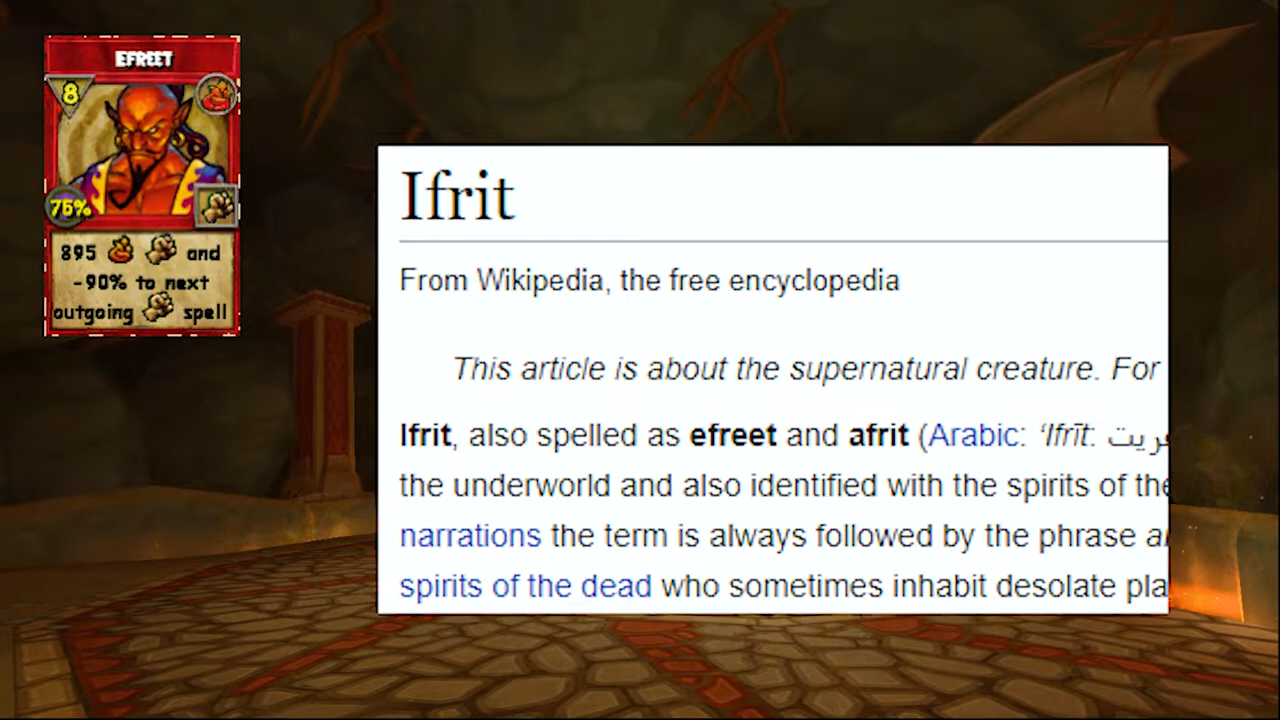 EFREET
8
75%
895 and
-90% to next
outgoing spell
Ifrit
From Wikipedia, the free encyclopedia
This article is about the supernatural creature. For
Ifrit, also spelled as efreet and afrit (Arabic: ʻIfrīt:
the underworld and also identified with the spirits of the
narrations the term is always followed by the phrase
spirits of the dead who sometimes inhabit desolate